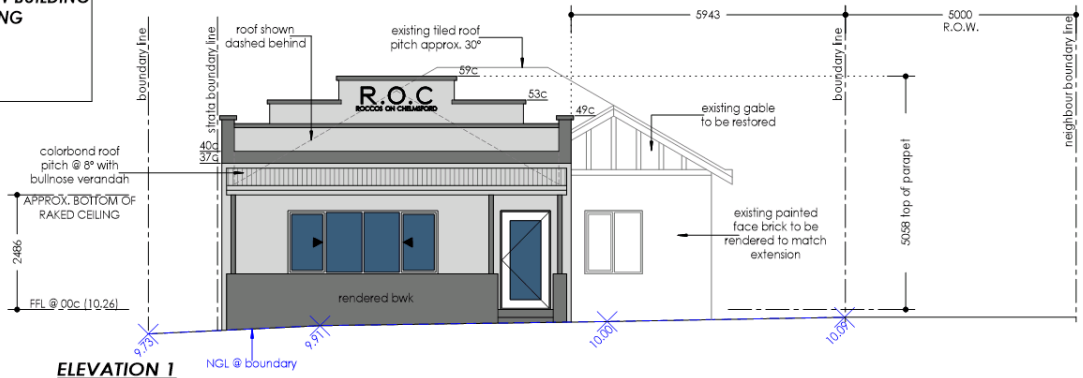 BUILDING
NG
5943
5000
R.O.W.
boundary line
strata boundary line
roof shown
dashed behind
existing tiled roof
pitch approx. 30°
boundary line
neighbour boundary line
59c
R.O.C
ROCCOS ON CHELMSFORD
53c
49c
existing gable
to be restored
40c
37c
colorbond roof
pitch @ 8° with
bullnose verandah
APPROX. BOTTOM OF
RAKED CEILING
2486
5058 top of parapet
existing painted
face brick to be
rendered to match
extension
rendered bwk
FFL @ 00c (10.26)
9.73
9.91
10.00
10.09
NGL @ boundary
ELEVATION 1